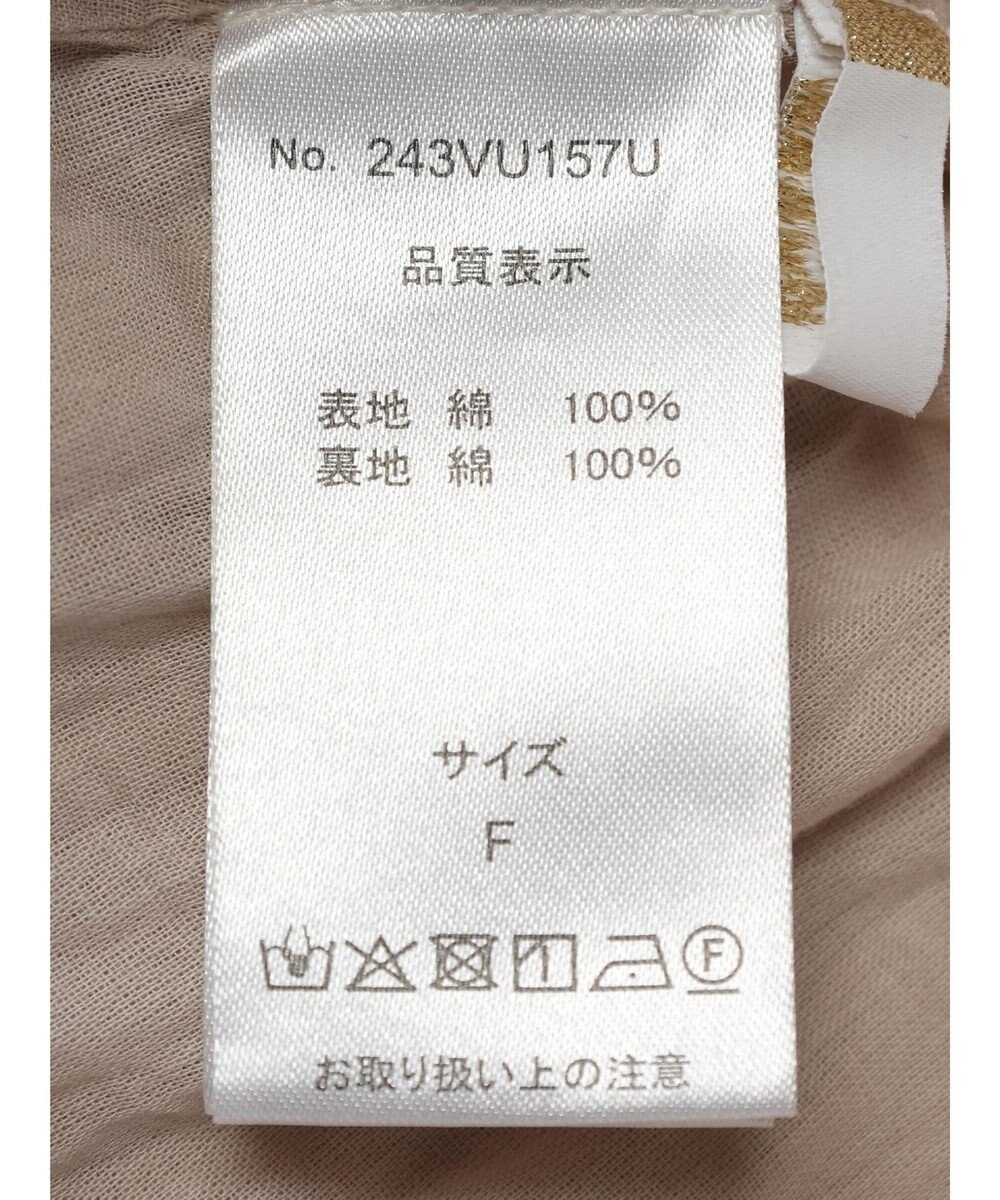 No. 243VU157U
品質表示
表地 綿 100%
裏地 綿 100%
サイズ
F
F
お取り扱い上の注意